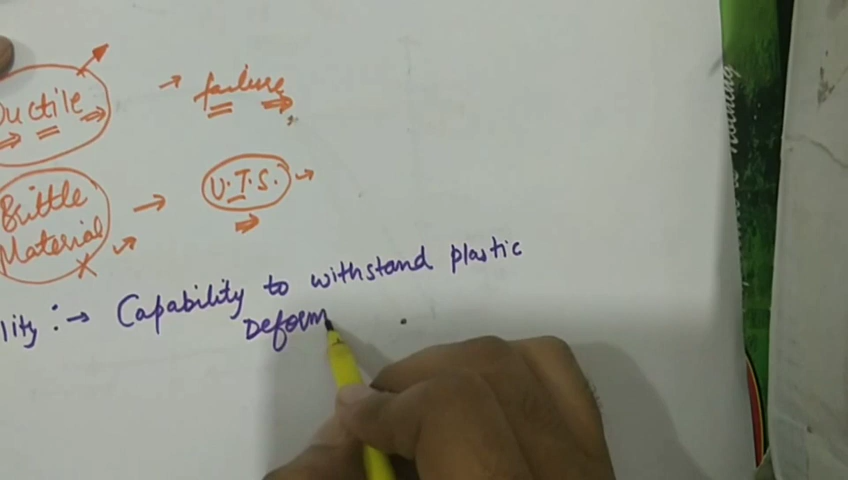 uctile → failure
Brittle
Material → U.T.S.
lity :→ Capability to withstand plastic
Deform